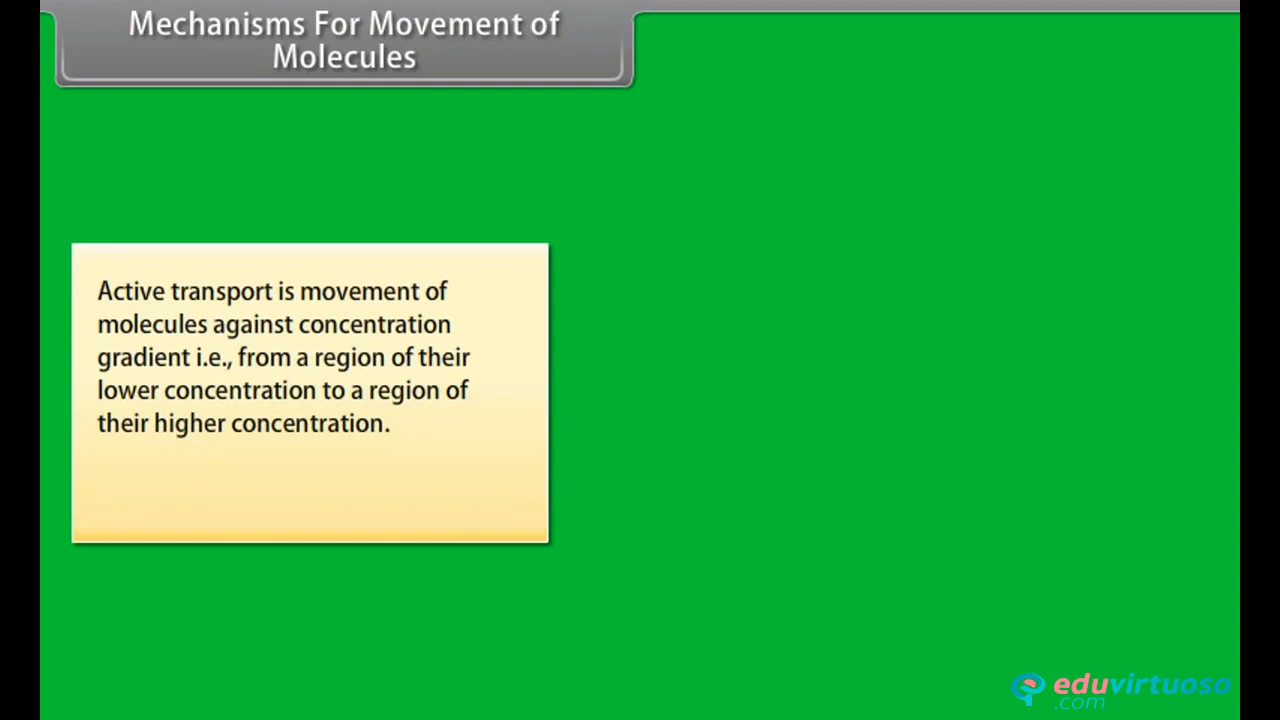 Mechanisms For Movement of
Molecules
Active transport is movement of
molecules against concentration
gradient i.e., from a region of their
lower concentration to a region of
their higher concentration.
eduvirtuoso
.com